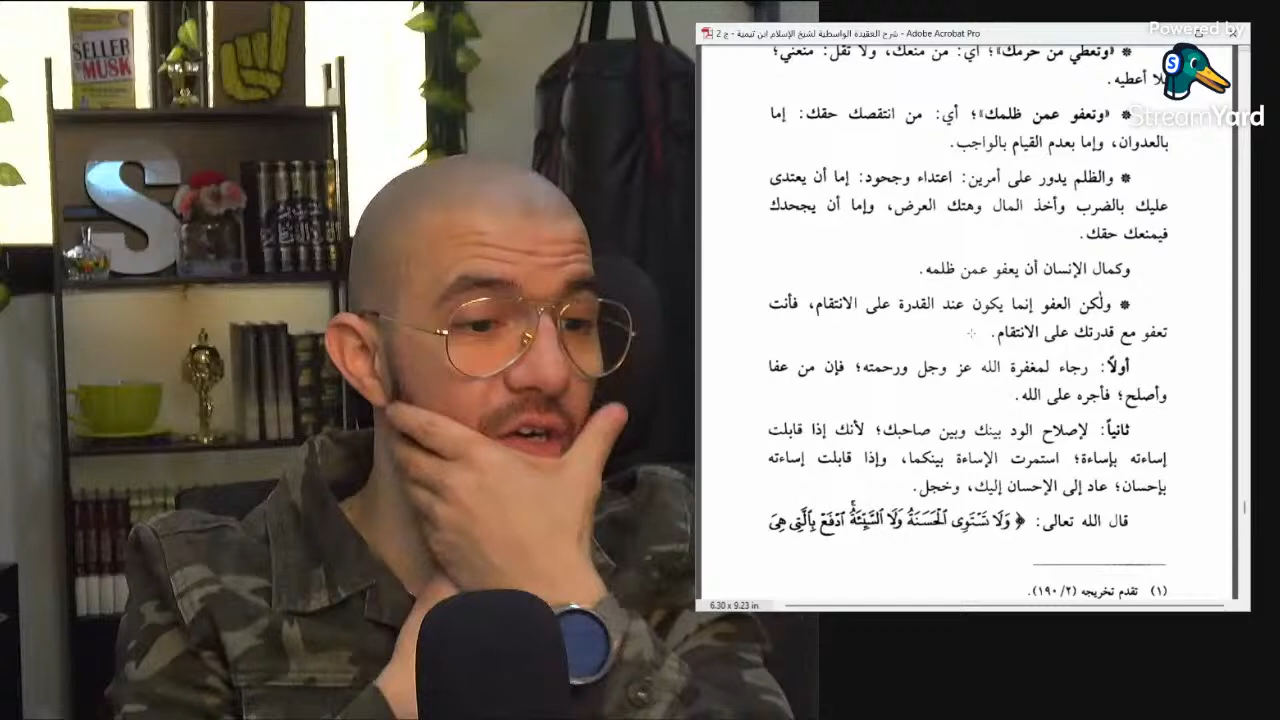 SELLER
MUSK
S
شرح العقيدة الواسطية لشيخ الإسلام ابن تيمية - ج 2 - Adobe Acrobat Pro
Powered by
StreamYard
* «وتعطي من حرمك»؛ أي: من منعك، ولا تقل: منعني؛
فلا أعطيه.
* «وتعفو عمن ظلمك»؛ أي: من انتقصك حقك: إما
بالعدوان، وإما بعدم القيام بالواجب.
* والظلم يدور على أمرين: اعتداء وجحود: إما أن يعتدى
عليك بالضرب وأخذ المال وهتك العرض، وإما أن يجحدك
فيمنعك حقك.
وكمال الإنسان أن يعفو عمن ظلمه.
* ولكن العفو إنما يكون عند القدرة على الانتقام، فأنت
تعفو مع قدرتك على الانتقام.
أولاً: رجاء لمغفرة الله عز وجل ورحمته؛ فإن من عفا
وأصلح؛ فأجره على الله.
ثانياً: لإصلاح الود بينك وبين صاحبك؛ لأنك إذا قابلت
إساءته بإساءة؛ استمرت الإساءة بينكما، وإذا قابلت إساءته
بإحسان؛ عاد إلى الإحسان إليك، وخجل.
قال الله تعالى: ﴿ وَلَا تَسْتَوِى الْحَسَنَةُ وَلَا السَّيِّئَةُ ادْفَعْ بِالَّتِى هِىَ
(١) تقدم تخريجه (٢/ ١٩٠).
6.30 x 9.23 in